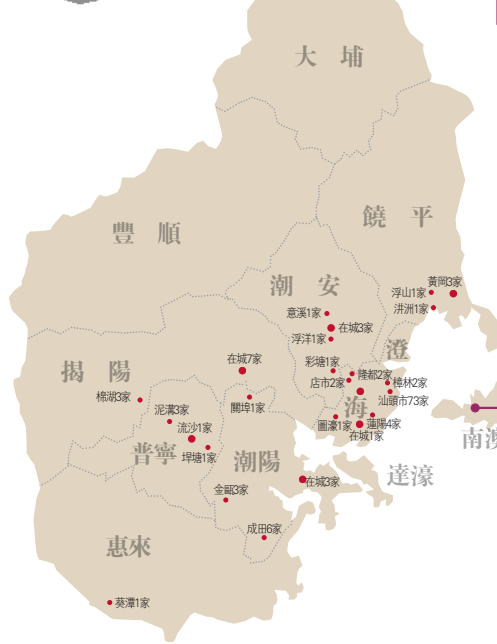 大埔
饒平
豐順
潮安
黃岡3家
浮山1家
汫洲1家
意溪1家
在城3家
浮洋1家
澄
在城7家
彩塘1家
揭陽
隆都2家
店市2家
樟林2家
棉湖3家
汕頭市73家
關埠1家
海
泥溝3家
圖濠1家
蓮陽4家
流沙1家
在城1家
南澳
普寧
埕塘1家
潮陽
達濠
在城3家
金甌3家
成田6家
惠來
葵潭1家